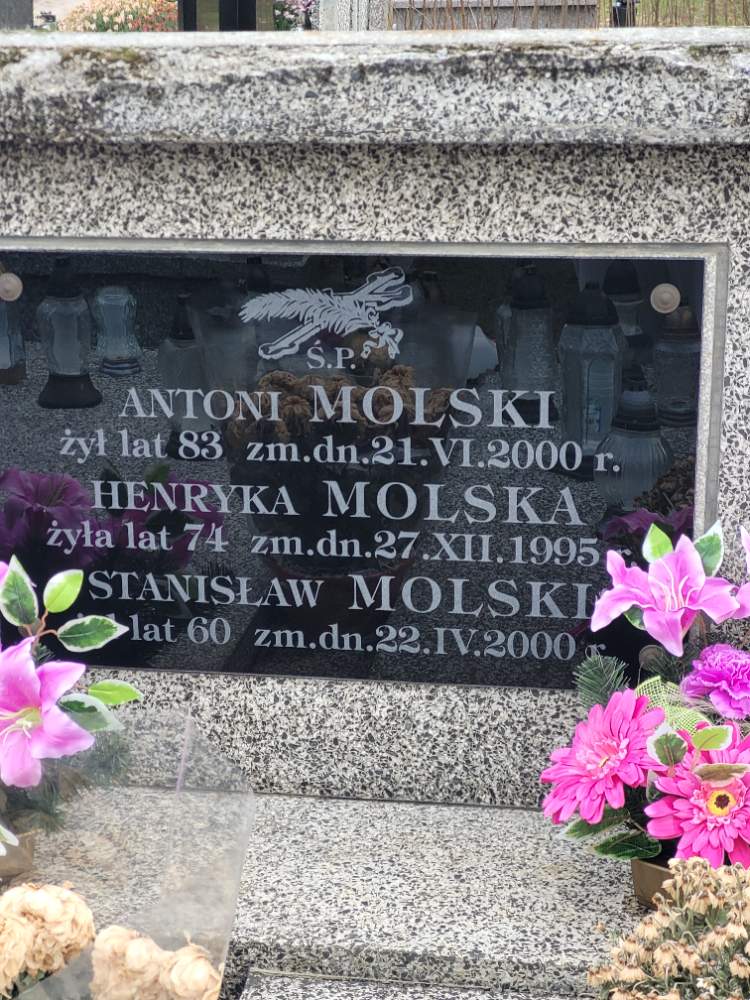 Ś.P.
ANTONI MOLSKI
żył lat 83 zm.dn.21.VI.2000 r.
HENRYKA MOLSKA
żyła lat 74 zm.dn.27.XII.1995 r.
STANISŁAW MOLSKI
lat 60 zm.dn.22.IV.2000 r.